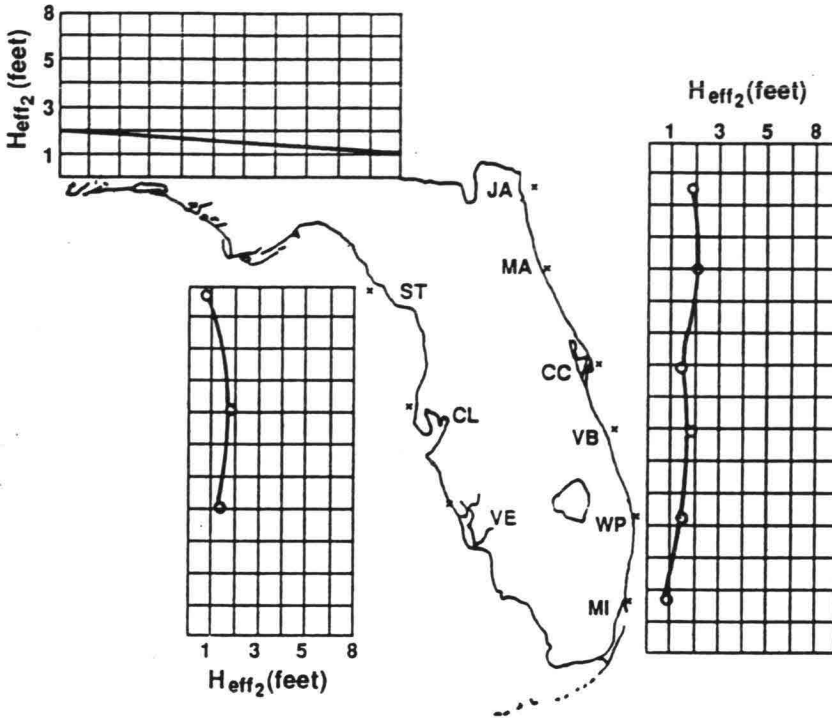 8
5
3
1
H_eff₂ (feet)
H_eff₂ (feet)
1 3 5 8
JA
MA
ST
CC
CL
VB
VE
WP
MI
1 3 5 8
H_eff₂ (feet)